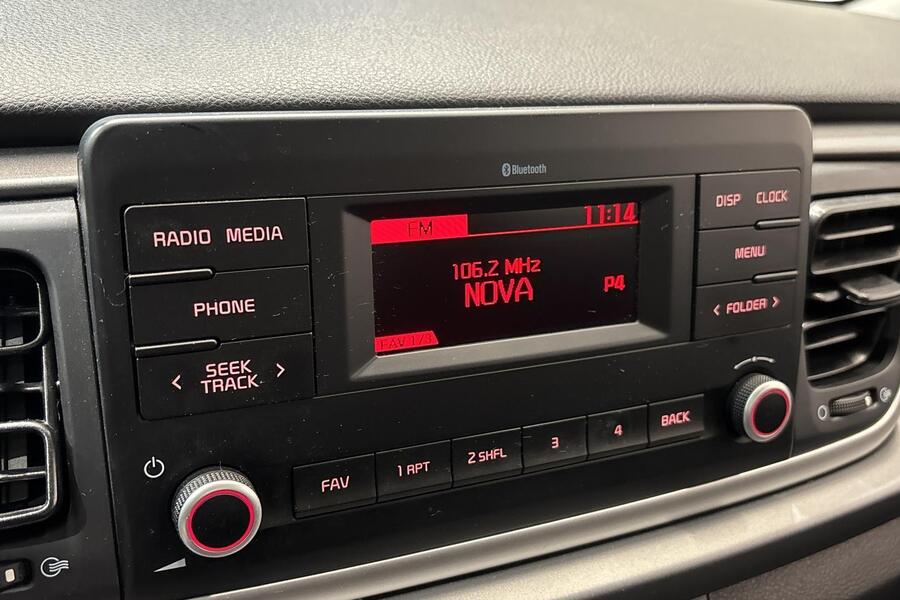 Bluetooth
RADIO MEDIA
PHONE
< SEEK >
TRACK
FM 11:14
106.2 MHz
NOVA P4
FAV 1/3
DISP CLOCK
MENU
< FOLDER >
FAV 1 RPT 2 SHFL 3 4 BACK